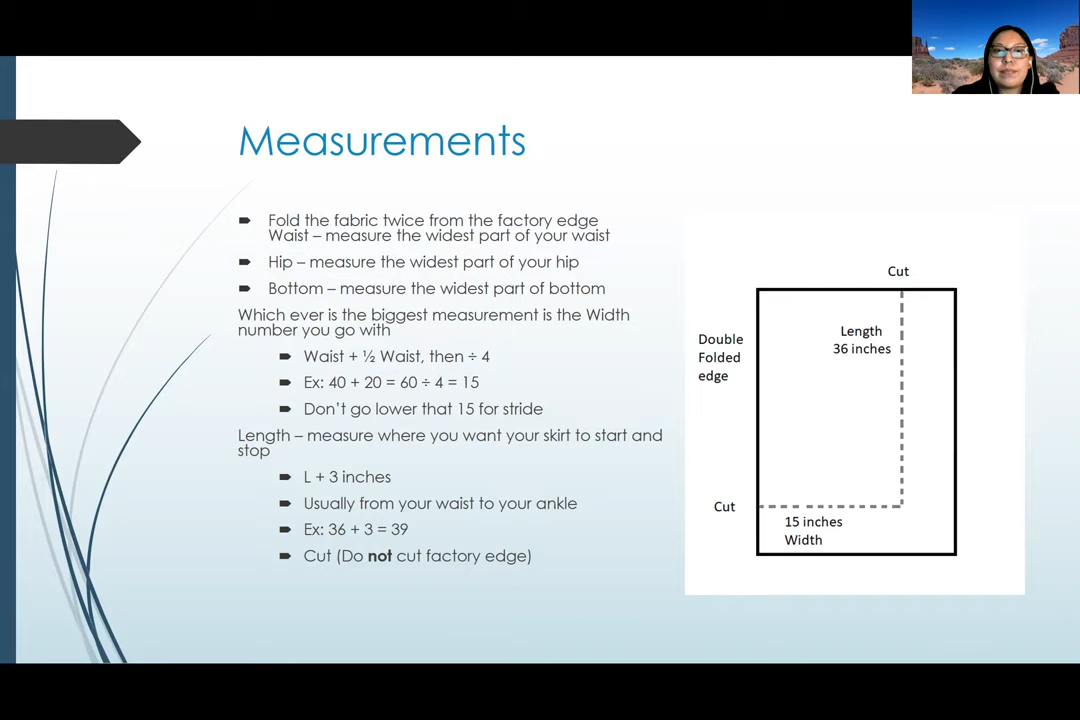 Measurements
Fold the fabric twice from the factory edge
Waist – measure the widest part of your waist
Hip – measure the widest part of your hip
Bottom – measure the widest part of bottom
Which ever is the biggest measurement is the Width
number you go with
Waist + ½ Waist, then ÷ 4
Ex: 40 + 20 = 60 ÷ 4 = 15
Don't go lower that 15 for stride
Length – measure where you want your skirt to start and
stop
L + 3 inches
Usually from your waist to your ankle
Ex: 36 + 3 = 39
Cut (Do not cut factory edge)
Cut
Length
36 inches
Double
Folded
edge
Cut
15 inches
Width